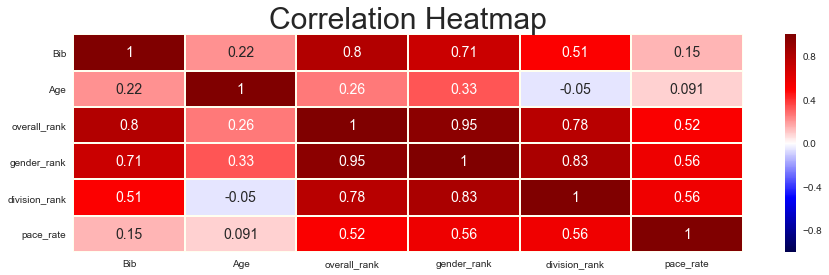 Correlation Heatmap
Bib 1 0.22 0.8 0.71 0.51 0.15
Age 0.22 1 0.26 0.33 -0.05 0.091
overall_rank 0.8 0.26 1 0.95 0.78 0.52
gender_rank 0.71 0.33 0.95 1 0.83 0.56
division_rank 0.51 -0.05 0.78 0.83 1 0.56
pace_rate 0.15 0.091 0.52 0.56 0.56 1
Bib Age overall_rank gender_rank division_rank pace_rate
0.8
0.4
0.0
−0.4
−0.8